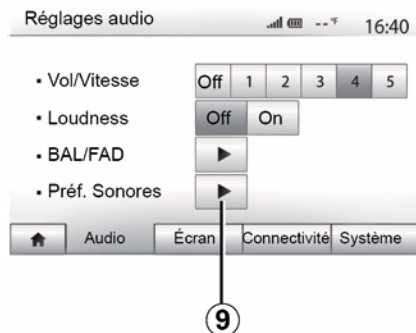 Réglages audio --°F 16:40
▪ Vol/Vitesse Off 1 2 3 4 5
▪ Loudness Off On
▪ BAL/FAD
▪ Préf. Sonores
Audio Écran Connectivité Système
9